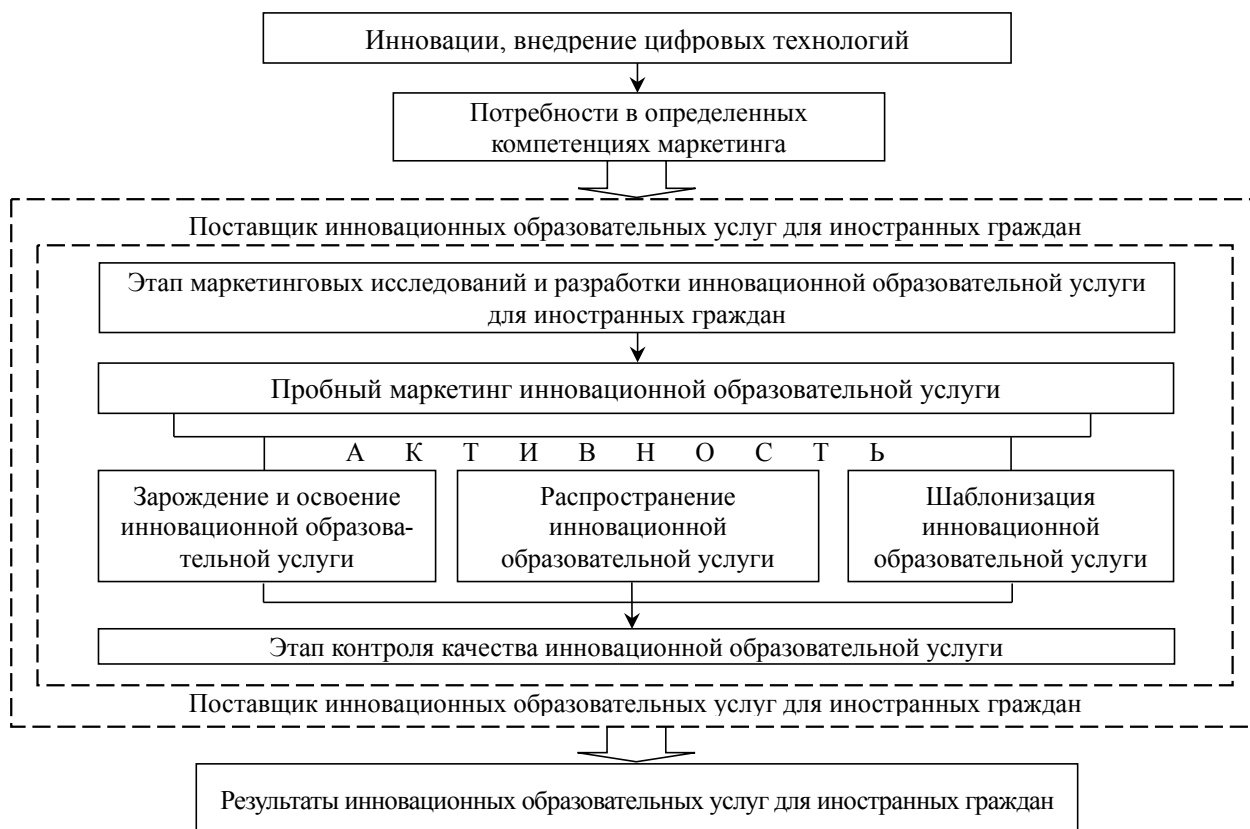 Инновации, внедрение цифровых технологий
Потребности в определенных
компетенциях маркетинга
Поставщик инновационных образовательных услуг для иностранных граждан
Этап маркетинговых исследований и разработки инновационной образовательной услуги
для иностранных граждан
Пробный маркетинг инновационной образовательной услуги
А К Т И В Н О С Т Ь
Зарождение и освоение
инновационной образова-
тельной услуги
Распространение
инновационной
образовательной услуги
Шаблонизация
инновационной
образовательной услуги
Этап контроля качества инновационной образовательной услуги
Поставщик инновационных образовательных услуг для иностранных граждан
Результаты инновационных образовательных услуг для иностранных граждан